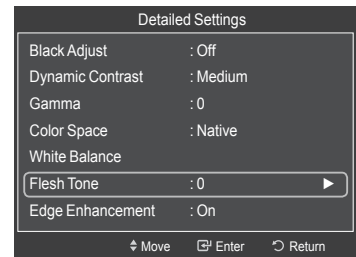 Detailed Settings
Black Adjust : Off
Dynamic Contrast : Medium
Gamma : 0
Color Space : Native
White Balance
Flesh Tone : 0 ►
Edge Enhancement : On
Move Enter Return